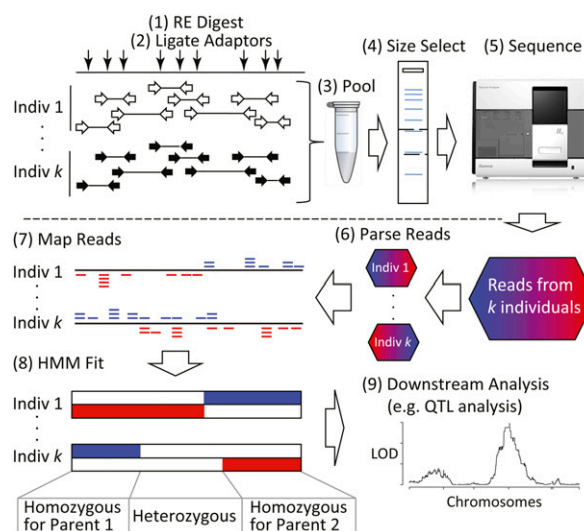 (1) RE Digest
(2) Ligate Adaptors
(3) Pool
(4) Size Select
(5) Sequence
Indiv 1
Indiv k
(6) Parse Reads
Indiv 1
Indiv k
Reads from
k individuals
(7) Map Reads
Indiv 1
Indiv k
(8) HMM Fit
Indiv 1
Indiv k
Homozygous
for Parent 1
Heterozygous
Homozygous
for Parent 2
(9) Downstream Analysis
(e.g. QTL analysis)
LOD
Chromosomes